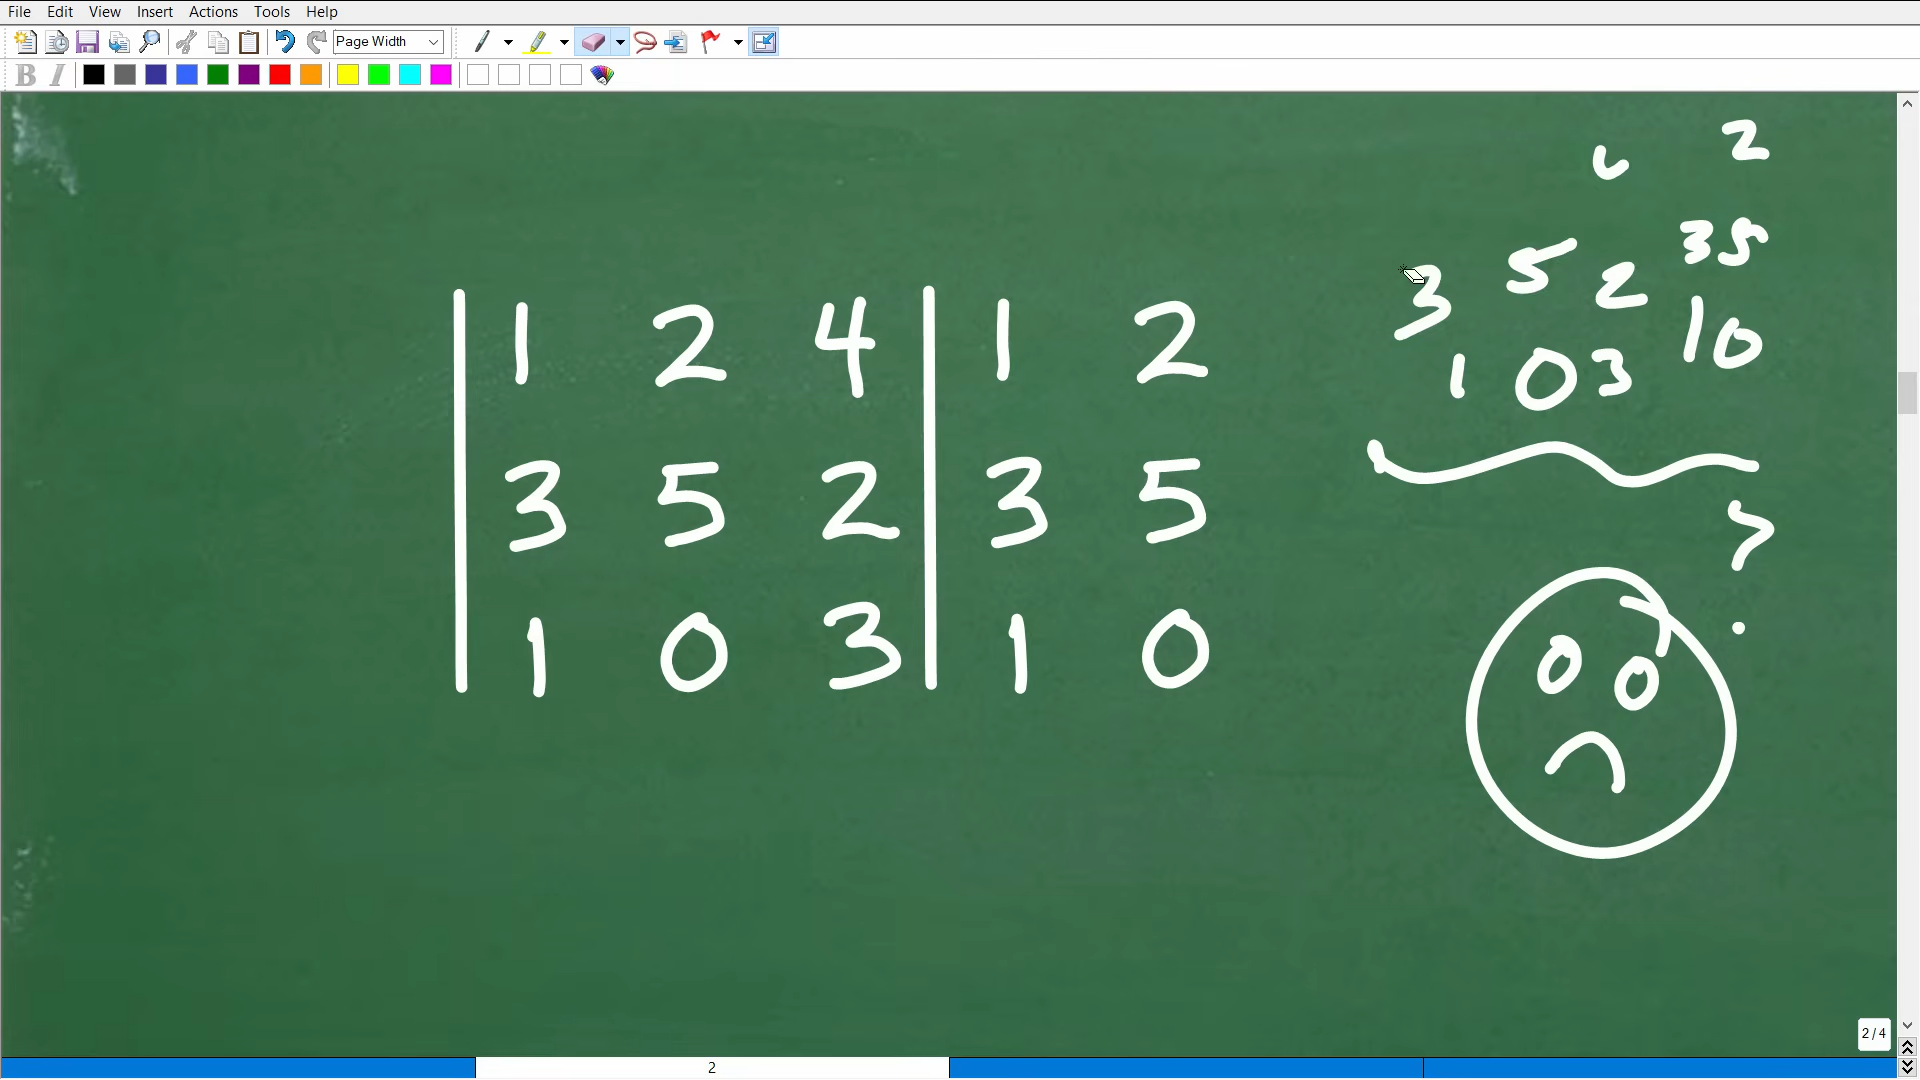 File Edit View Insert Actions Tools Help
Page Width
B I
1 2 4 1 2
3 5 2 3 5
1 0 3 1 0
2
3 5 2 35
1 0 3 10
?
2/4
2